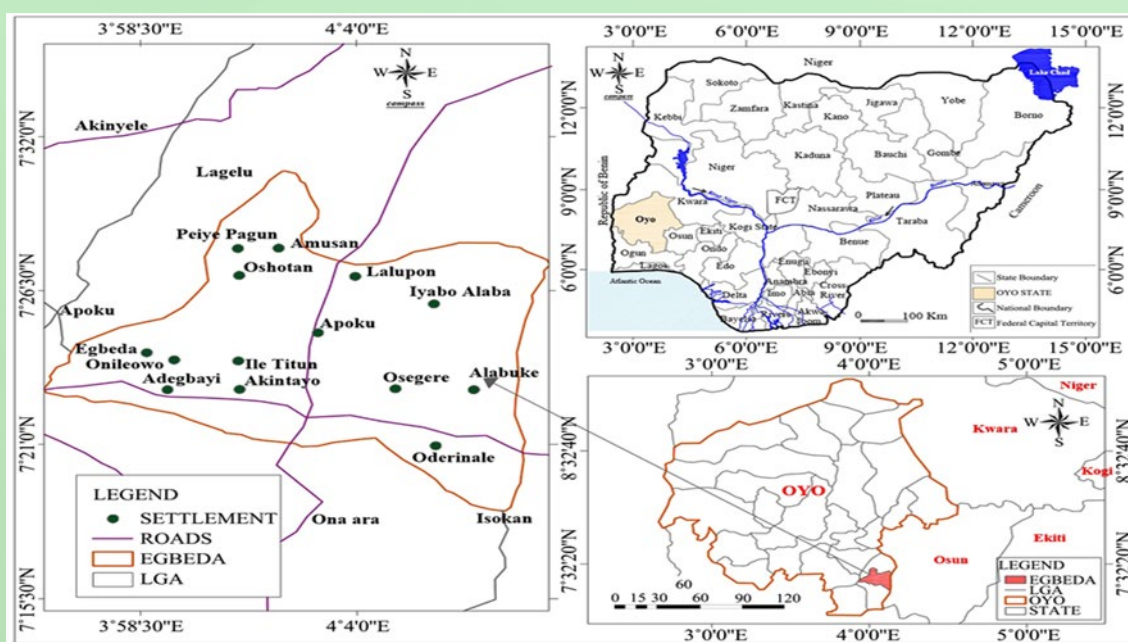 3°58'30"E 4°4'0"E
N
W E
S
compass
Akinyele
7°32'0"N
Lagelu
Peiye Pagun Amusan
Oshotan Lalupon
7°26'30"N
Iyabo Alaba
Apoku
Egbeda
Onileowo Ile Titun
Adegbayi Akintayo Osegere Alabuke
7°21'0"N
Oderinale
LEGEND
SETTLEMENT
ROADS
EGBEDA
LGA
Ona ara Isokan
7°15'30"N
3°58'30"E 4°4'0"E
3°0'0"E 6°0'0"E 9°0'0"E 12°0'0"E 15°0'0"E
N
W E
S
compass
Niger
Lake Chad
Sokoto
Kastina Jigawa Yobe
Zamfara Kano Borno
Kebbi
12°0'0"N 12°0'0"N
Niger Kaduna Bauchi Gombe
Republic of Benin
9°0'0"N 9°0'0"N
Kwara FCT Plateau
Nassarawa Taraba
Cameroon
Oyo
Osun Ekiti Kogi State
Ondo Benue
Ogun Edo Enugu
Lagos Ebonyi
6°0'0"N 6°0'0"N
Atlantic Ocean
Anambra Cross
Delta Imo Abia River
Bayelsa Rivers Akwa
Ibom
State Boundary
OYO STATE
National Boundary
FCT Federal Capital Territory
0 100 Km
3°0'0"E 6°0'0"E 9°0'0"E 12°0'0"E 15°0'0"E
3°0'0"E 4°0'0"E 6°0'0"E
Niger
N
W E
S
Kwara
8°32'40"N 8°32'40"N
Kogi
OYO
Ekiti
Osun
7°32'20"N 7°32'20"N
LEGEND
EGBEDA
LGA
OYO
STATE
60
0 15 30 60 90 120
3°0'0"E 4°0'0"E 6°0'0"E